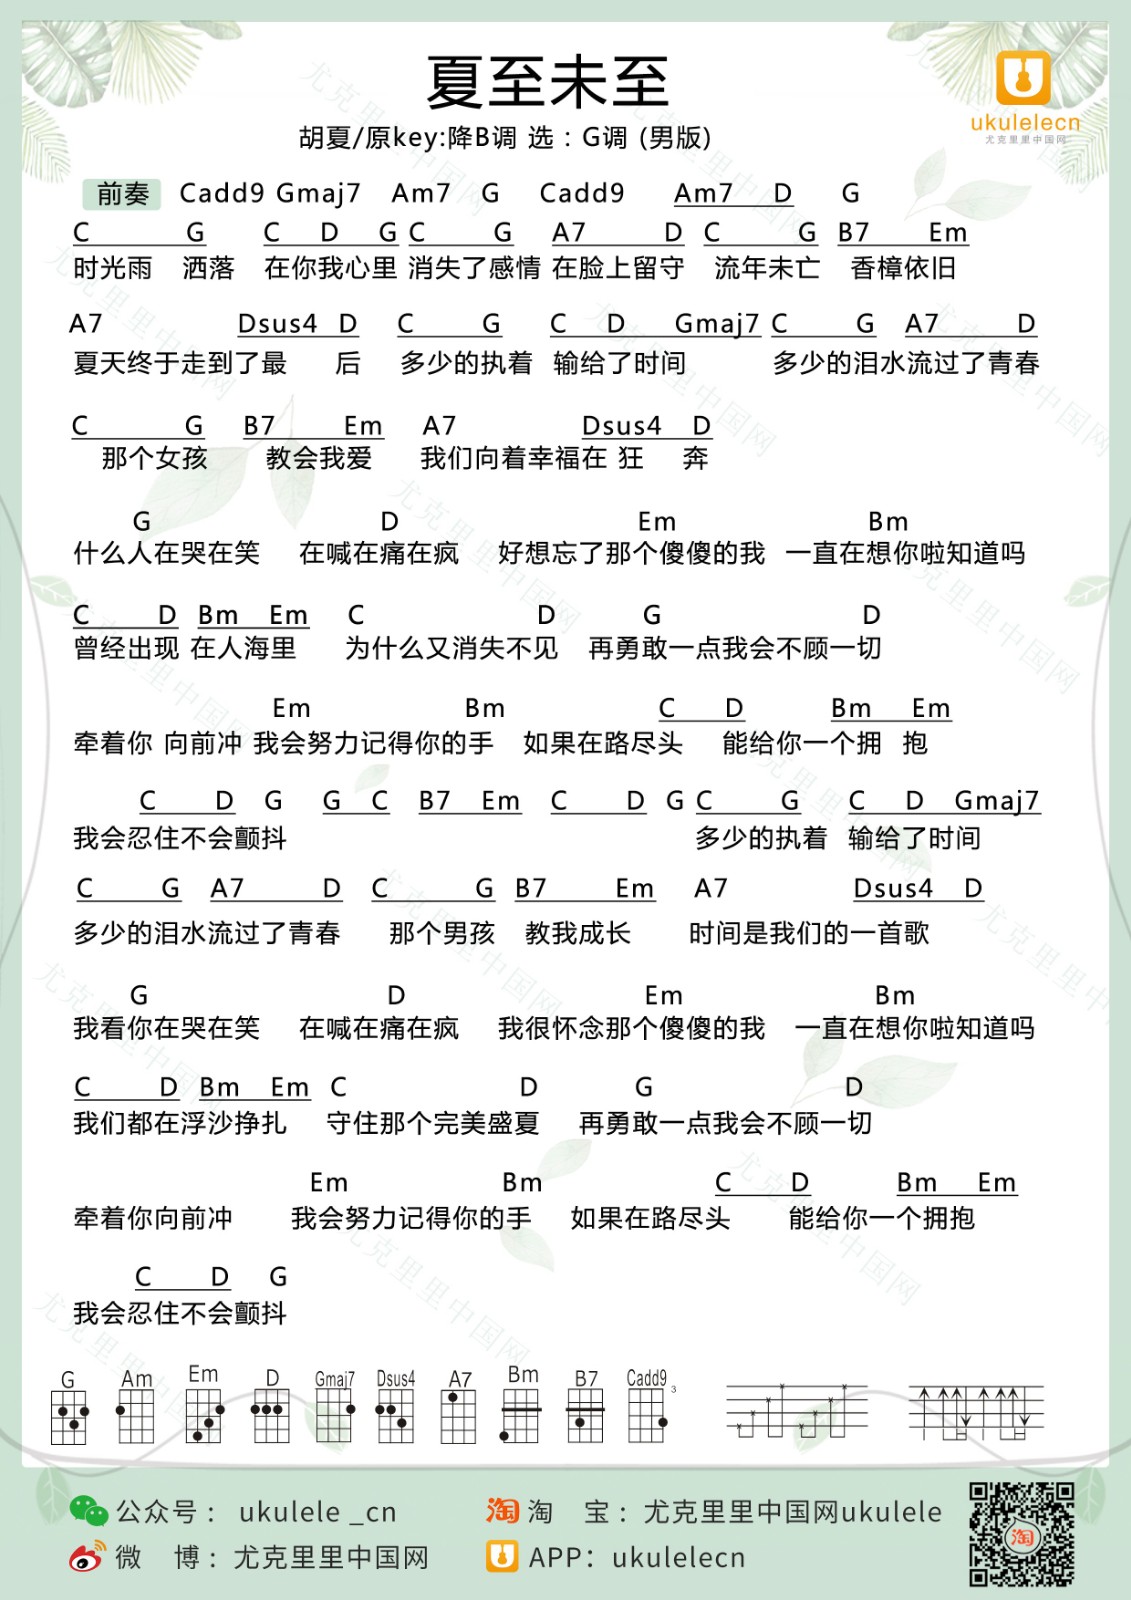 夏至未至
胡夏/原key:降B调 选：G调 (男版)
ukulelecn
尤克里里中国网
前奏 Cadd9 Gmaj7 Am7 G Cadd9 Am7 D G
C G C D G C G A7 D C G B7 Em
时光雨 洒落 在你我心里 消失了感情 在脸上留守 流年未亡 香樟依旧
A7 Dsus4 D C G C D Gmaj7 C G A7 D
夏天终于走到了最 后 多少的执着 输给了时间 多少的泪水流过了青春
C G B7 Em A7 Dsus4 D
那个女孩 教会我爱 我们向着幸福在 狂 奔
G D Em Bm
什么人在哭在笑 在喊在痛在疯 好想忘了那个傻傻的我 一直在想你啦知道吗
C D Bm Em C D G D
曾经出现 在人海里 为什么又消失不见 再勇敢一点我会不顾一切
Em Bm C D Bm Em
牵着你 向前冲 我会努力记得你的手 如果在路尽头 能给你一个拥 抱
C D G G C B7 Em C D G C G C D Gmaj7
我会忍住不会颤抖 多少的执着 输给了时间
C G A7 D C G B7 Em A7 Dsus4 D
多少的泪水流过了青春 那个男孩 教我成长 时间是我们的一首歌
G D Em Bm
我看你在哭在笑 在喊在痛在疯 我很怀念那个傻傻的我 一直在想你啦知道吗
C D Bm Em C D G D
我们都在浮沙挣扎 守住那个完美盛夏 再勇敢一点我会不顾一切
Em Bm C D Bm Em
牵着你向前冲 我会努力记得你的手 如果在路尽头 能给你一个拥抱
C D G
我会忍住不会颤抖
G Am Em D Gmaj7 Dsus4 A7 Bm B7 Cadd9
3
公众号： ukulele _cn 淘 淘 宝：尤克里里中国网ukulele
微 博：尤克里里中国网 APP：ukulelecn
淘